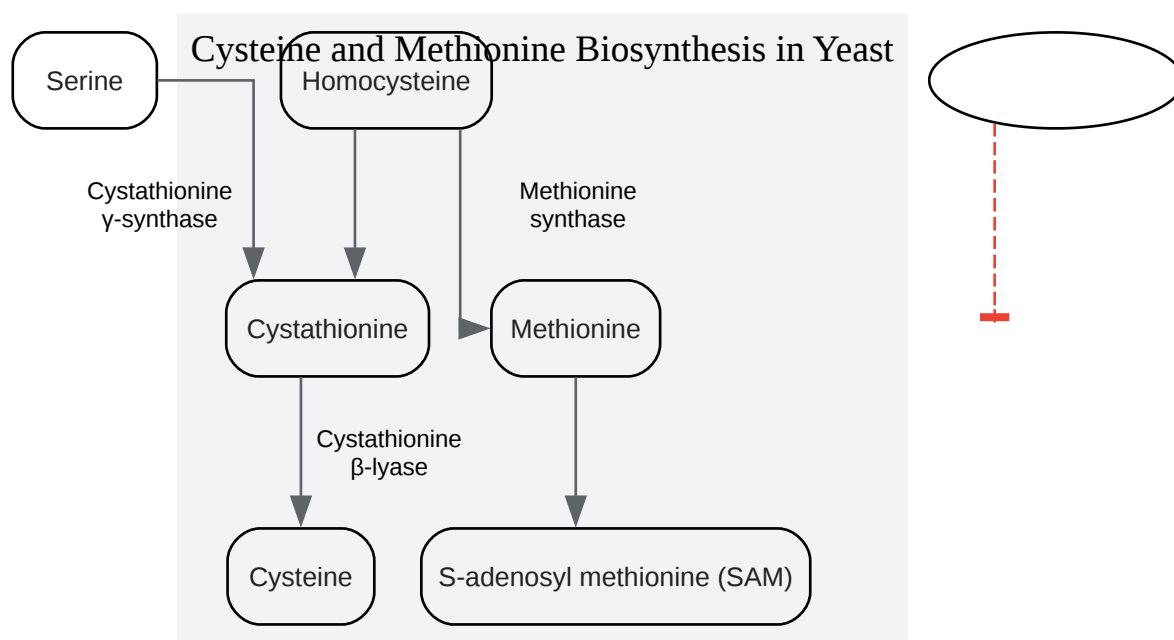 Cysteine and Methionine Biosynthesis in Yeast
Serine
Homocysteine
Cystathionine
γ-synthase
Methionine
synthase
Cystathionine
Methionine
Cystathionine
β-lyase
Cysteine
S-adenosyl methionine (SAM)